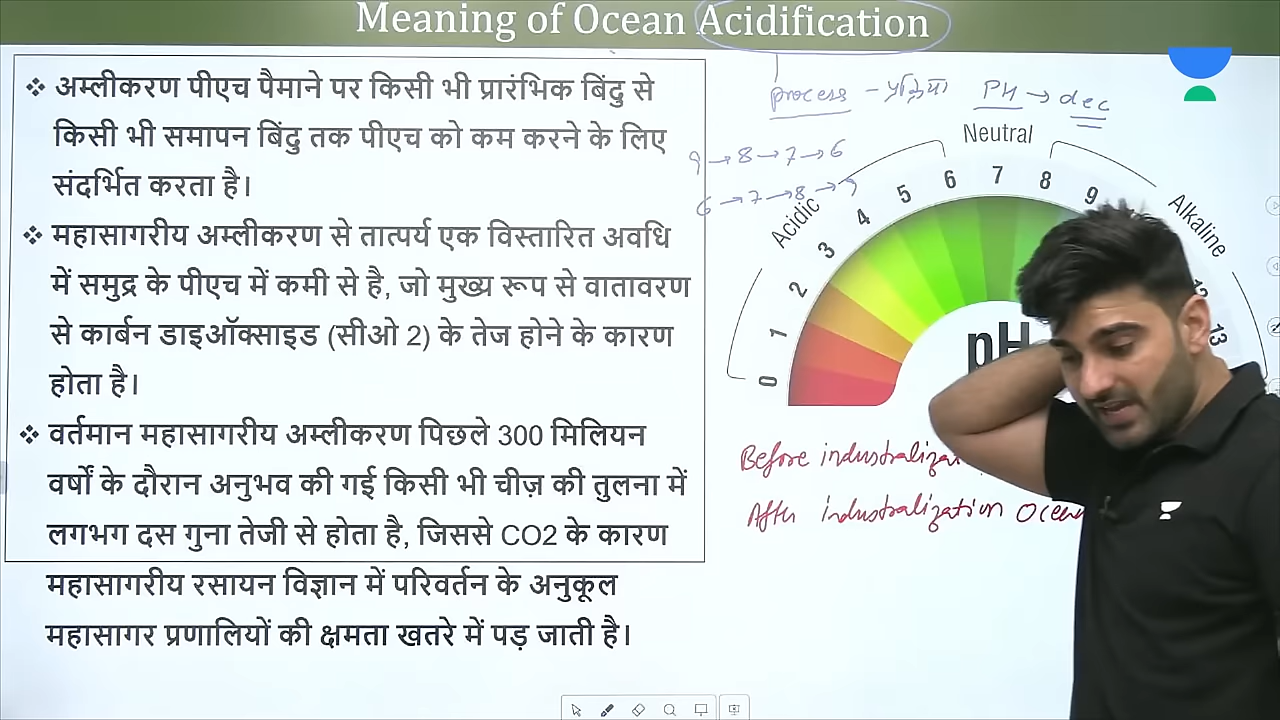 Meaning of Ocean Acidification
❖ अम्लीकरण पीएच पैमाने पर किसी भी प्रारंभिक बिंदु से
किसी भी समापन बिंदु तक पीएच को कम करने के लिए
संदर्भित करता है।
❖ महासागरीय अम्लीकरण से तात्पर्य एक विस्तारित अवधि
में समुद्र के पीएच में कमी से है, जो मुख्य रूप से वातावरण
से कार्बन डाइऑक्साइड (सीओ 2) के तेज होने के कारण
होता है।
❖ वर्तमान महासागरीय अम्लीकरण पिछले 300 मिलियन
वर्षों के दौरान अनुभव की गई किसी भी चीज़ की तुलना में
लगभग दस गुना तेजी से होता है, जिससे CO2 के कारण
महासागरीय रसायन विज्ञान में परिवर्तन के अनुकूल
महासागर प्रणालियों की क्षमता खतरे में पड़ जाती है।
process - प्रक्रिया PH → dec
9 → 8 → 7 → 6
6 → 7 → 8 → 9
Neutral
Acidic
Alkaline
0 1 2 3 4 5 6 7 8 9 13
pH
Before
After industralization